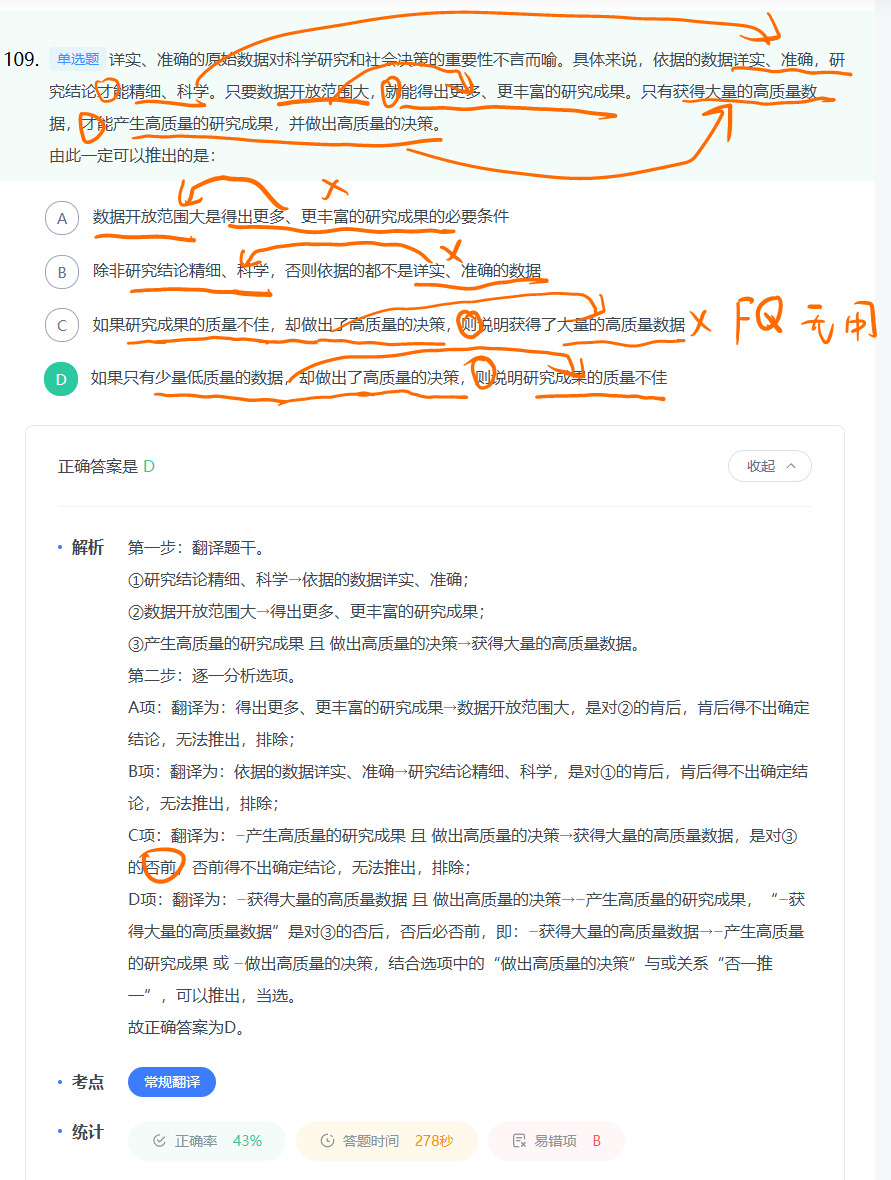 109. 单选题 详实、准确的原始数据对科学研究和社会决策的重要性不言而喻。具体来说，依据的数据详实、准确，研
究结论才能精细、科学。只要数据开放范围大，就能得出更多、更丰富的研究成果。只有获得大量的高质量数
据，才能产生高质量的研究成果，并做出高质量的决策。
由此一定可以推出的是：
A 数据开放范围大是得出更多、更丰富的研究成果的必要条件
B 除非研究结论精细、科学，否则依据的都不是详实、准确的数据
C 如果研究成果的质量不佳，却做出了高质量的决策，则说明获得了大量的高质量数据 × FQ 无用
D 如果只有少量低质量的数据，却做出了高质量的决策，则说明研究成果的质量不佳
正确答案是 D
收起
解析 第一步：翻译题干。
①研究结论精细、科学→依据的数据详实、准确；
②数据开放范围大→得出更多、更丰富的研究成果；
③产生高质量的研究成果 且 做出高质量的决策→获得大量的高质量数据。
第二步：逐一分析选项。
A项：翻译为：得出更多、更丰富的研究成果→数据开放范围大，是对②的肯后，肯后得不出确定
结论，无法推出，排除；
B项：翻译为：依据的数据详实、准确→研究结论精细、科学，是对①的肯后，肯后得不出确定结
论，无法推出，排除；
C项：翻译为：−产生高质量的研究成果 且 做出高质量的决策→获得大量的高质量数据，是对③
的否前，否前得不出确定结论，无法推出，排除；
D项：翻译为：−获得大量的高质量数据 且 做出高质量的决策→−产生高质量的研究成果，“−获
得大量的高质量数据”是对③的否后，否后必否前，即：−获得大量的高质量数据→−产生高质量
的研究成果 或 −做出高质量的决策，结合选项中的“做出高质量的决策”与或关系“否一推
一”，可以推出，当选。
故正确答案为D。
考点 常规翻译
统计 正确率 43% 答题时间 278秒 易错项 B